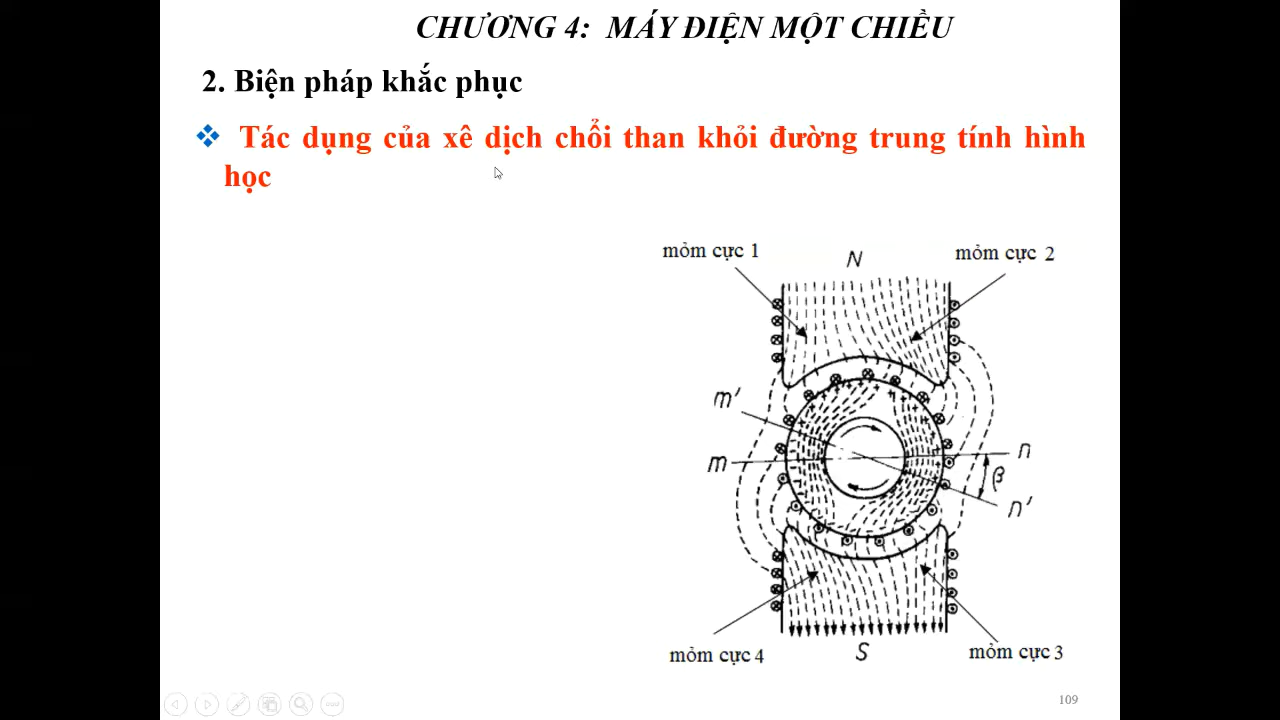 CHƯƠNG 4: MÁY ĐIỆN MỘT CHIỀU
2. Biện pháp khắc phục
Tác dụng của xê dịch chổi than khỏi đường trung tính hình
học
mỏm cực 1
N
mỏm cực 2
m'
m
n
β
n'
mỏm cực 4
S
mỏm cực 3
109